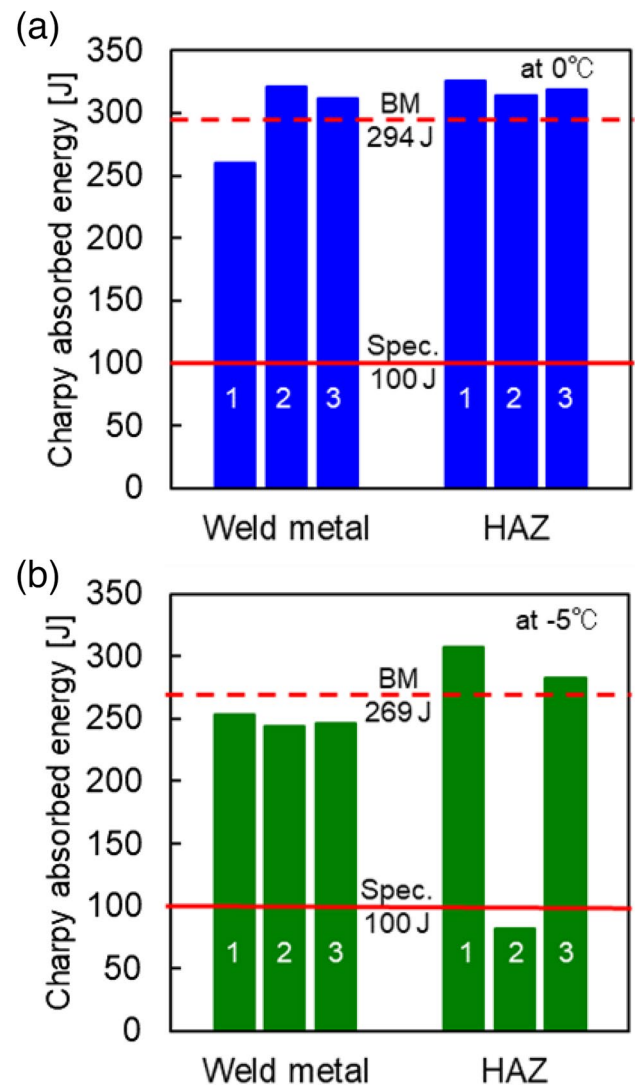 (a)
Charpy absorbed energy [J]
350
300
250
200
150
100
50
0
at 0℃
BM
294 J
Spec.
100 J
1 2 3
1 2 3
Weld metal
HAZ
(b)
Charpy absorbed energy [J]
350
300
250
200
150
100
50
0
at -5℃
BM
269 J
Spec.
100 J
1 2 3
1 2 3
Weld metal
HAZ